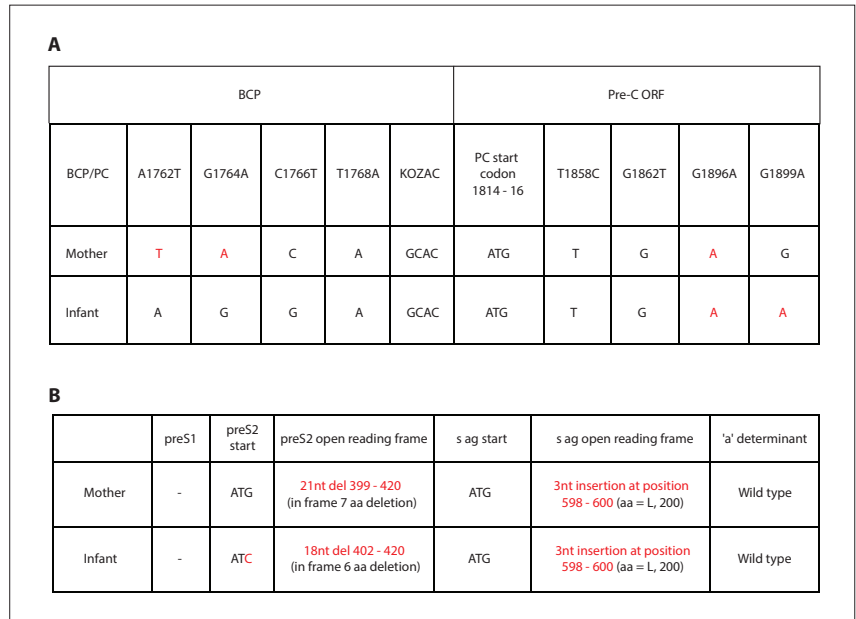 A
BCP Pre-C ORF
BCP/PC A1762T G1764A C1766T T1768A KOZAC PC start codon 1814 - 16 T1858C G1862T G1896A G1899A
Mother T A C A GCAC ATG T G A G
Infant A G G A GCAC ATG T G A A
B
preS1 preS2 start preS2 open reading frame s ag start s ag open reading frame 'a' determinant
Mother - ATG 21nt del 399 - 420 (in frame 7 aa deletion) ATG 3nt insertion at position 598 - 600 (aa = L, 200) Wild type
Infant - ATC 18nt del 402 - 420 (in frame 6 aa deletion) ATG 3nt insertion at position 598 - 600 (aa = L, 200) Wild type